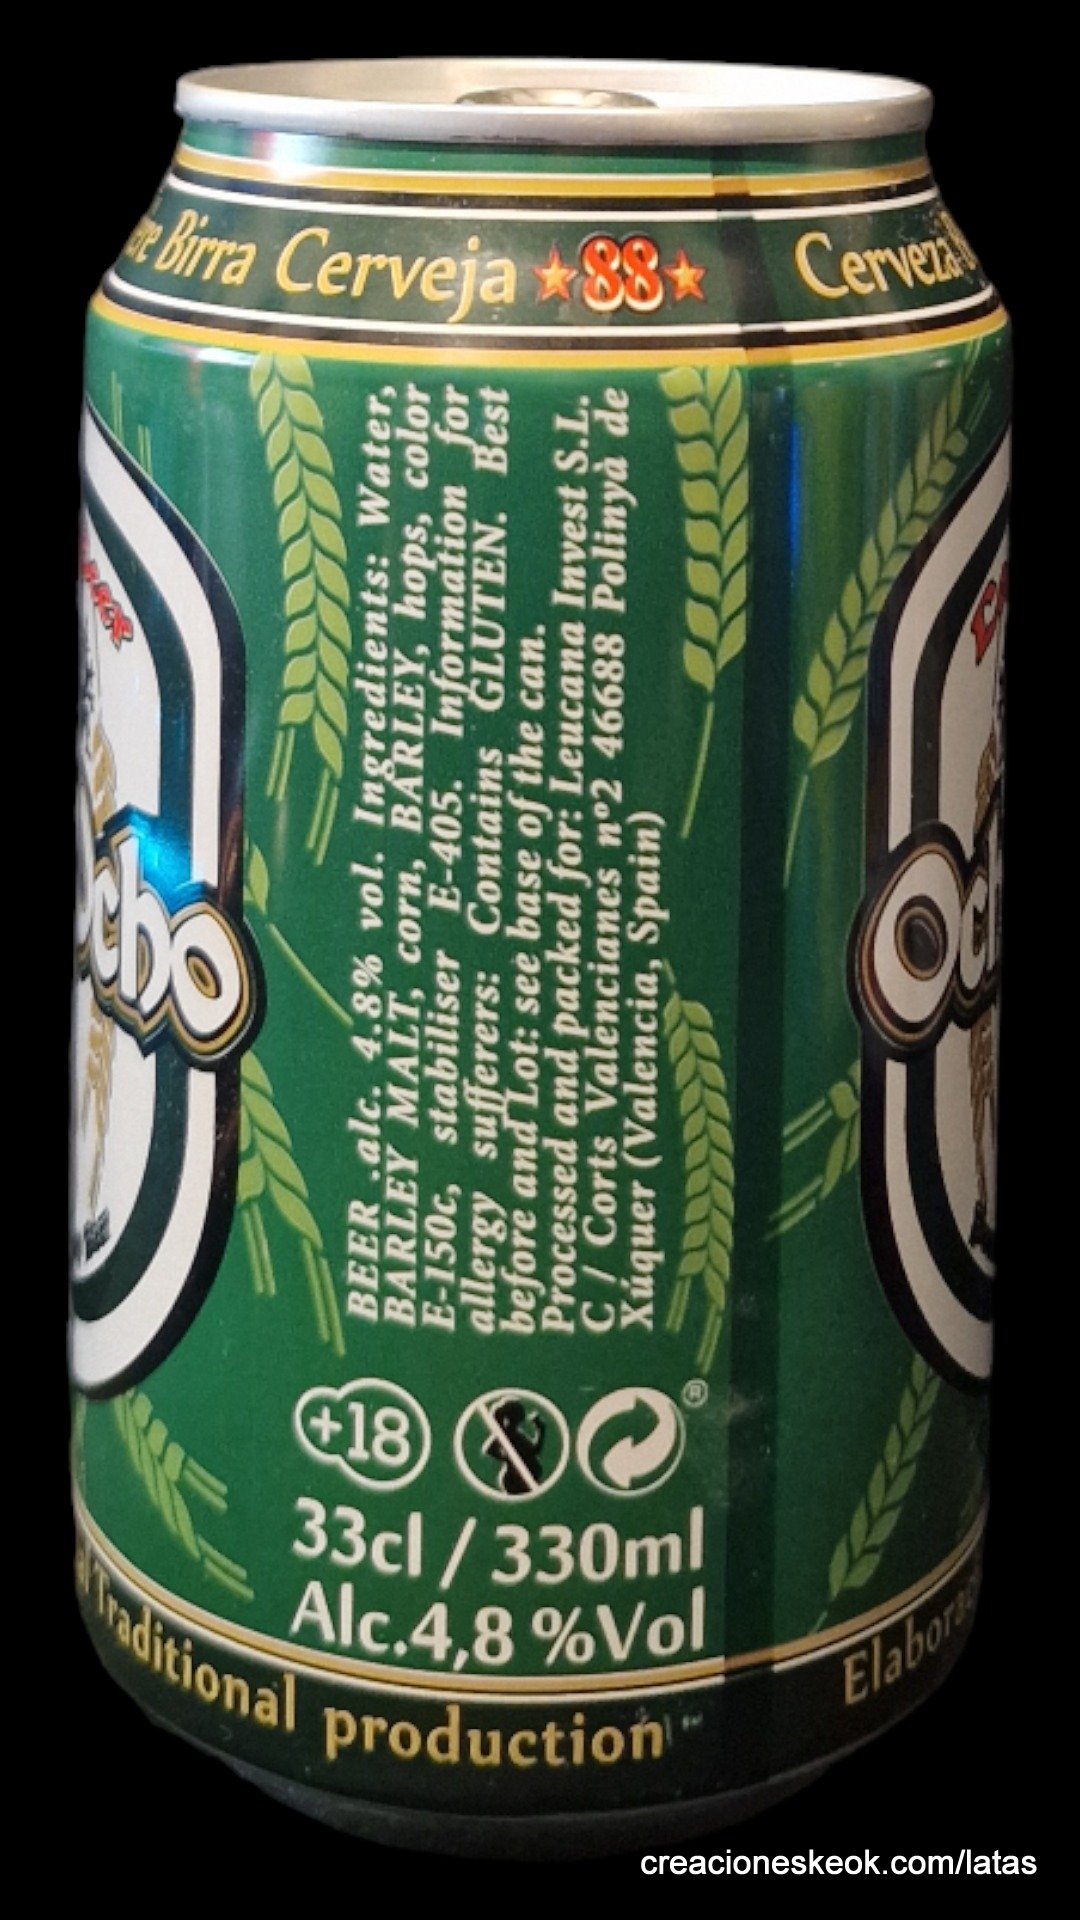 Birra Cerveja ★88★
Cerveza
Ocho
Och
BEER .alc. 4.8% vol. Ingredients: Water,
BARLEY MALT, corn, BARLEY, hops, color
E-150c, stabiliser E-405. Information for
allergy sufferers: Contains GLUTEN. Best
before and Lot: see base of the can.
Processed and packed for: Leucana Invest S.L.
C / Corts Valencianes nº2 46688 Polinyà de
Xúquer (Valencia, Spain)
+18
®
33cl / 330ml
Alc.4,8 %Vol
Traditional production
Elabora
creacioneskeok.com/latas